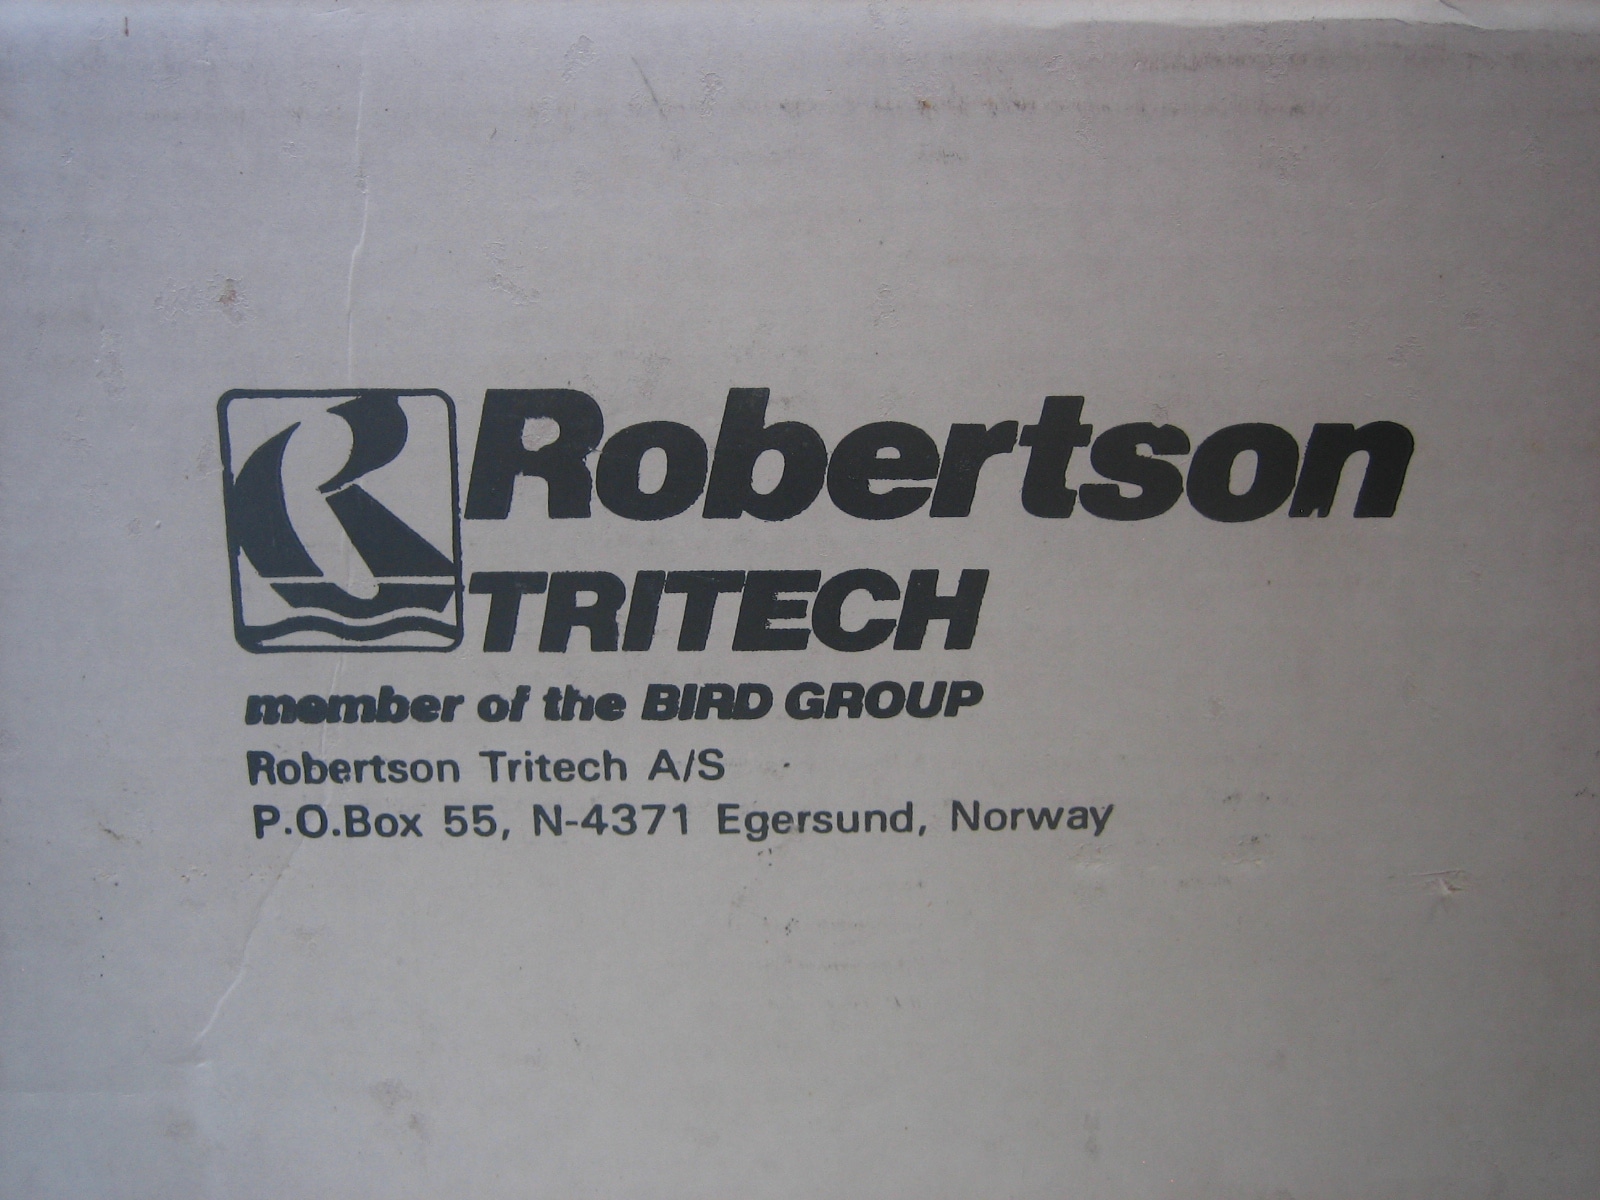 Robertson
TRITECH
member of the BIRD GROUP
Robertson Tritech A/S
P.O.Box 55, N-4371 Egersund, Norway